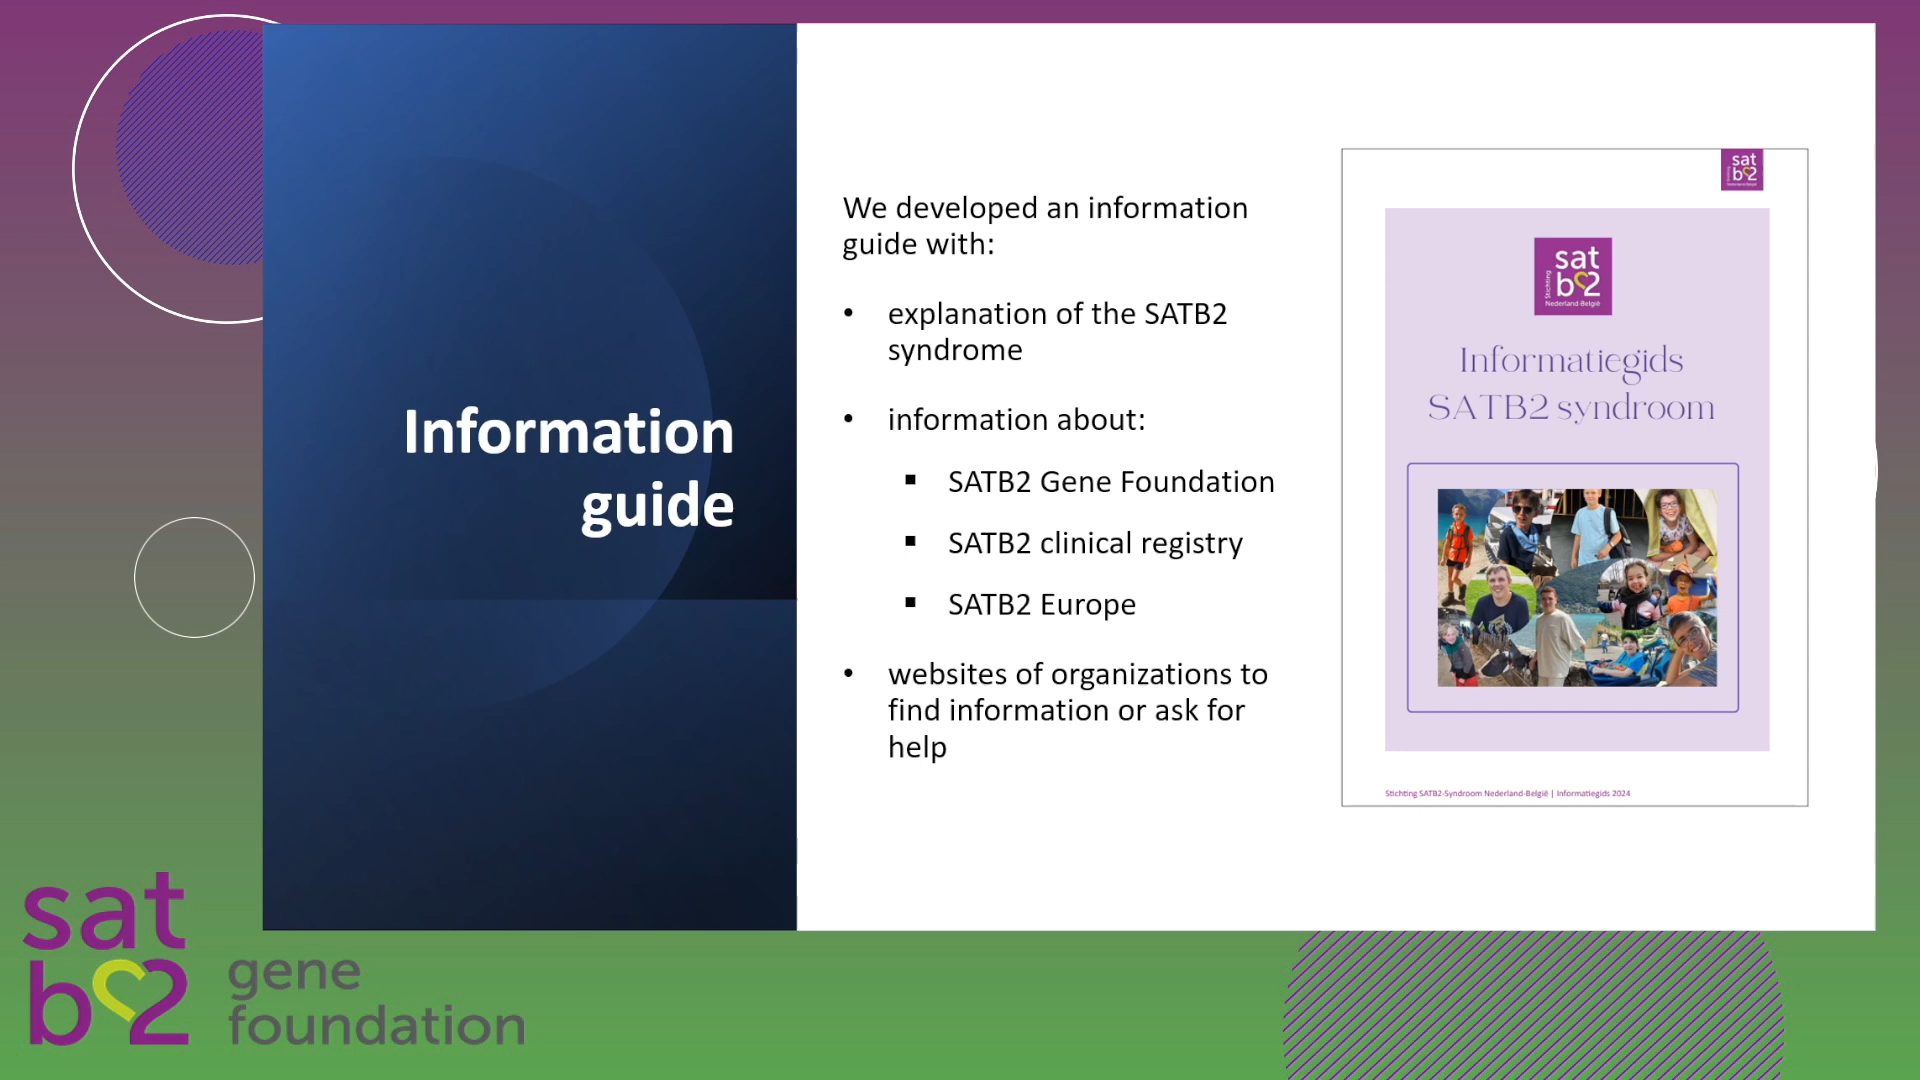 Information
guide
We developed an information
guide with:
• explanation of the SATB2
syndrome
• information about:
▪ SATB2 Gene Foundation
▪ SATB2 clinical registry
▪ SATB2 Europe
• websites of organizations to
find information or ask for
help
sat
b2
sat
b2
Stichting
Nederland-België
Informatiegids
SATB2 syndroom
Stichting SATB2-Syndroom Nederland-België | Informatiegids 2024
sat
b2
gene
foundation